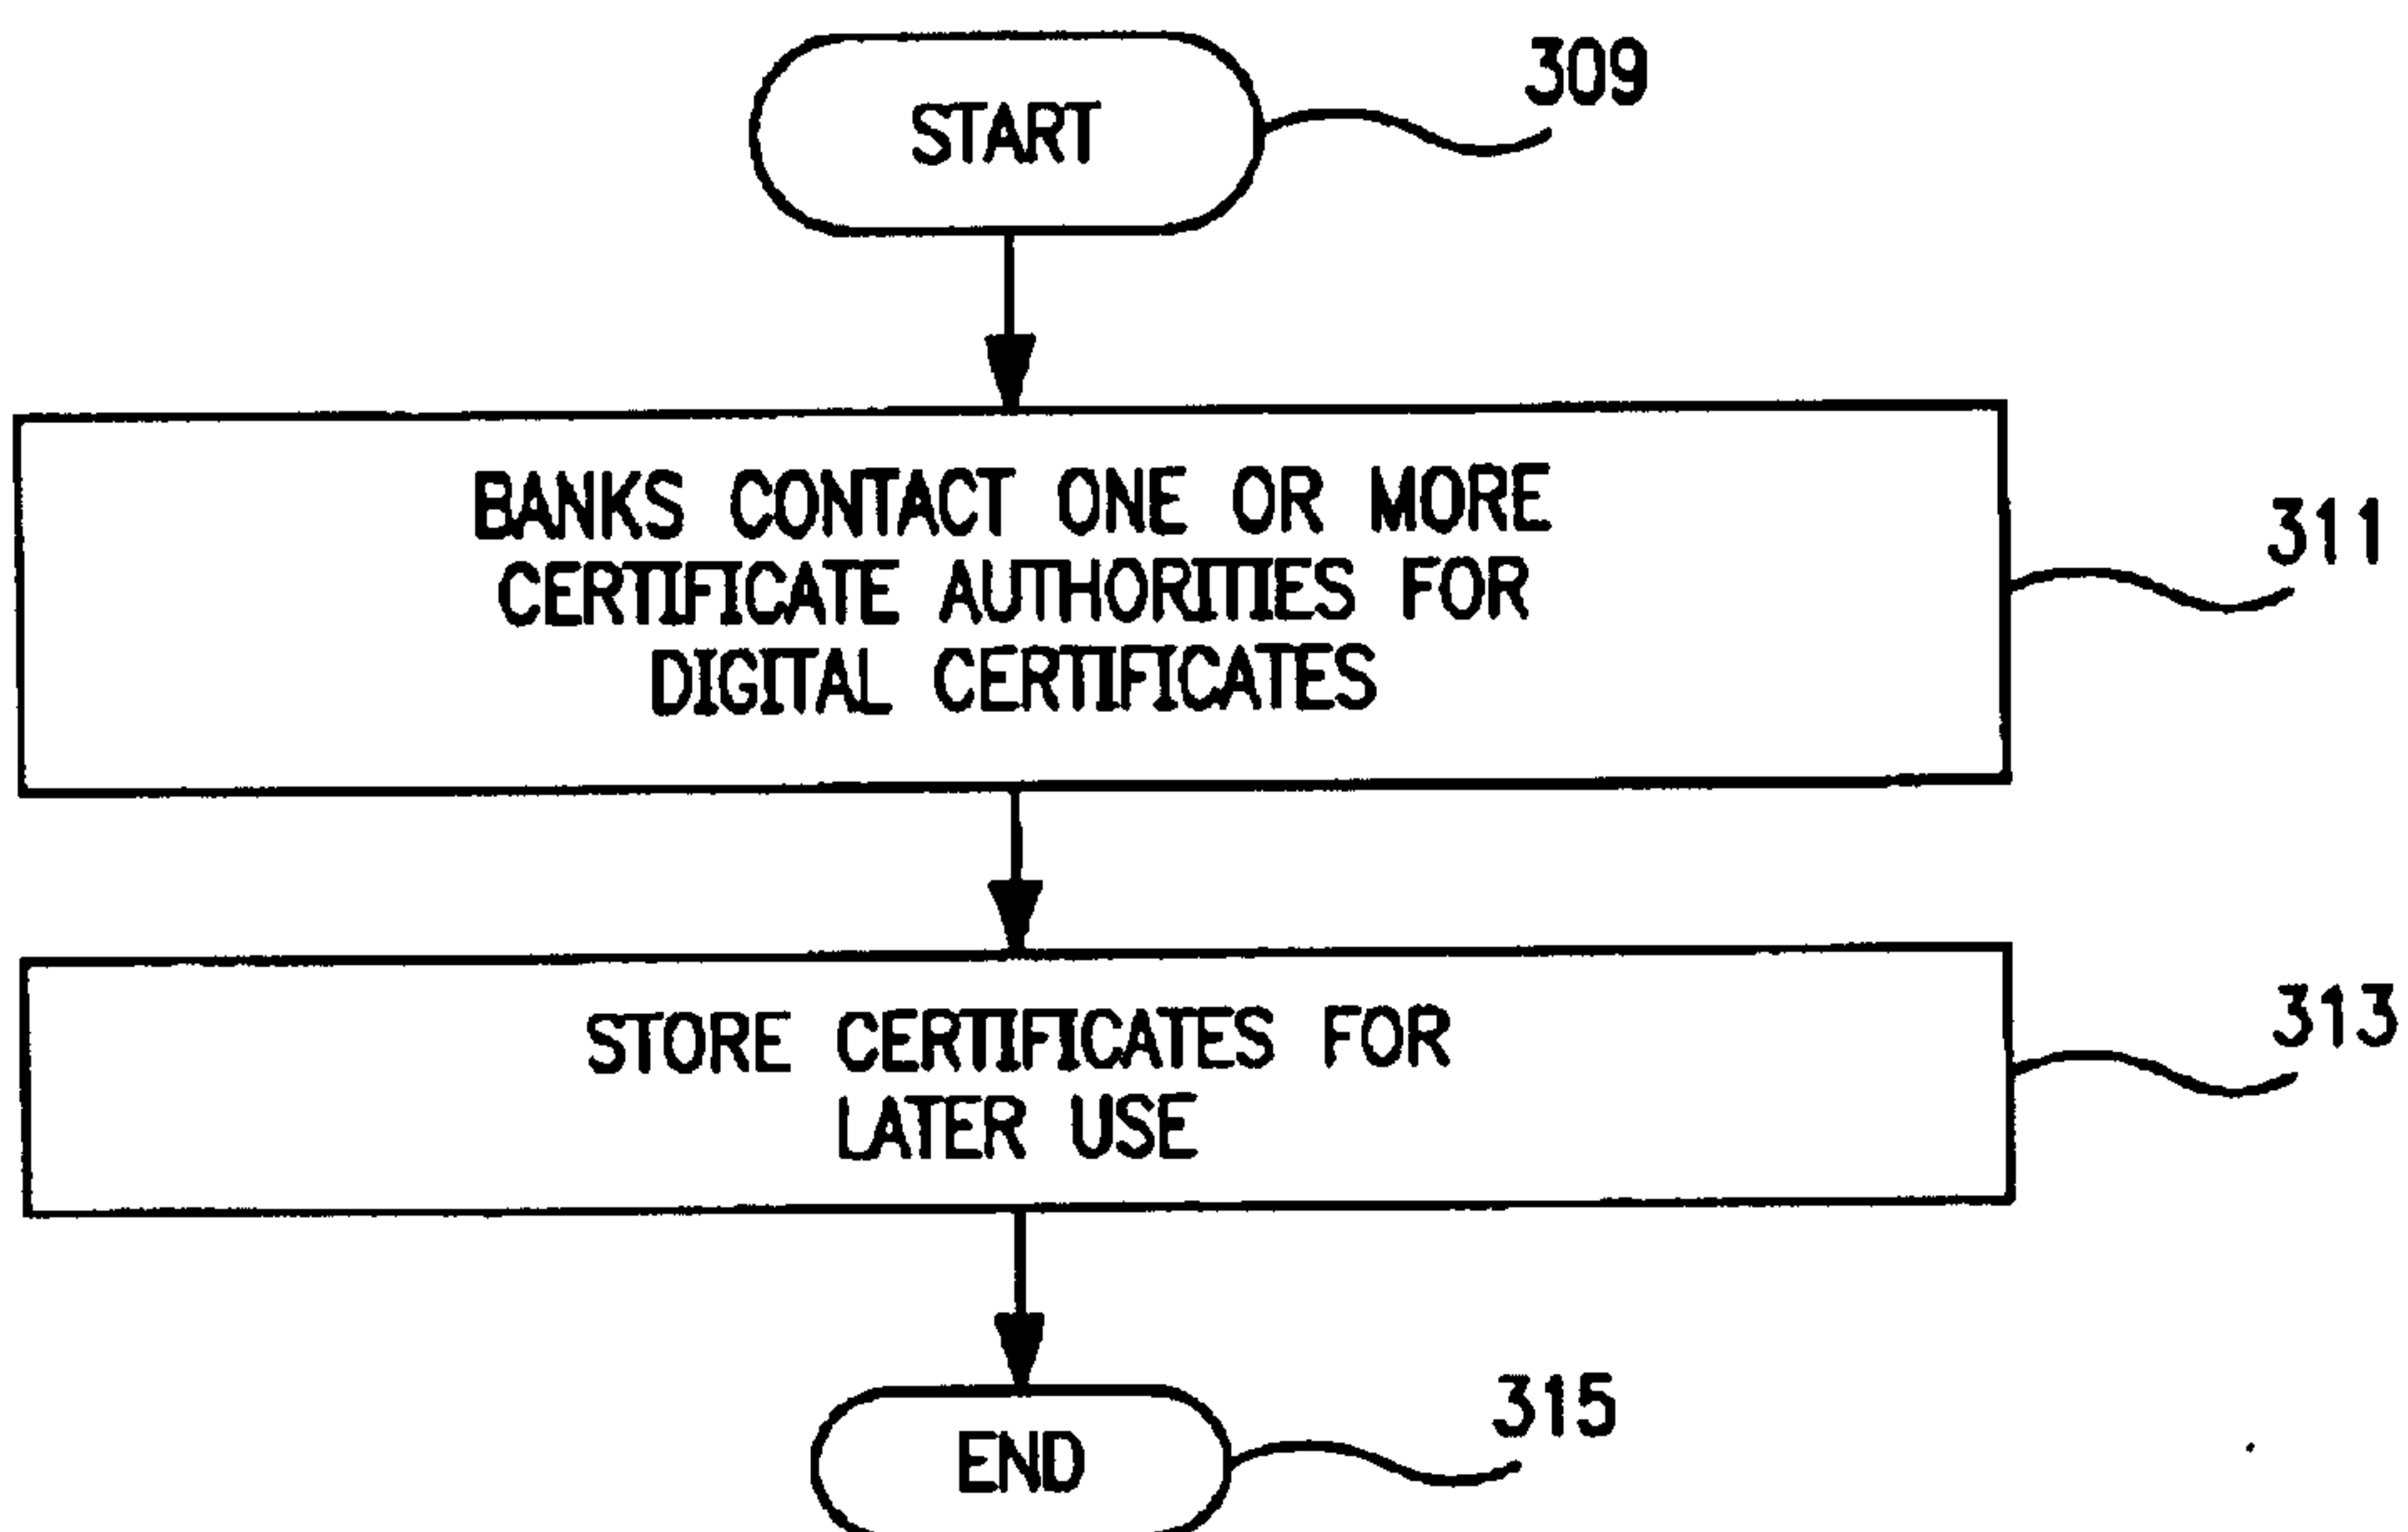 START
309
BANKS CONTACT ONE OR MORE
CERTIFICATE AUTHORITIES FOR
DIGITAL CERTIFICATES
311
STORE CERTIFICATES FOR
LATER USE
313
END
315